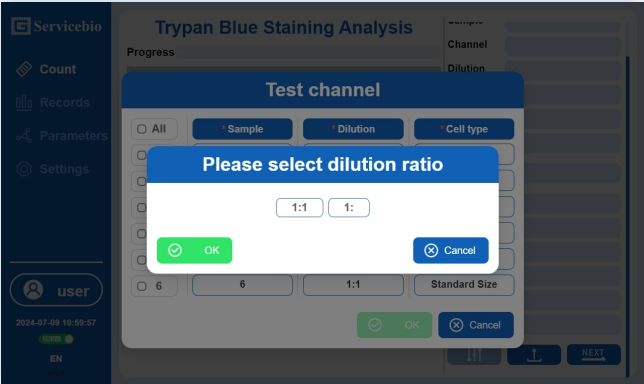 Servicebio
Count
Records
Parameters
Settings
user
2024-07-09 10:59:57
EN
Trypan Blue Staining Analysis
Progress
Sample
Channel
Dilution
Test channel
All
*Sample
*Dilution
*Cell type
Please select dilution ratio
1:1
1:
OK
Cancel
6
6
1:1
Standard Size
OK
Cancel
NEXT